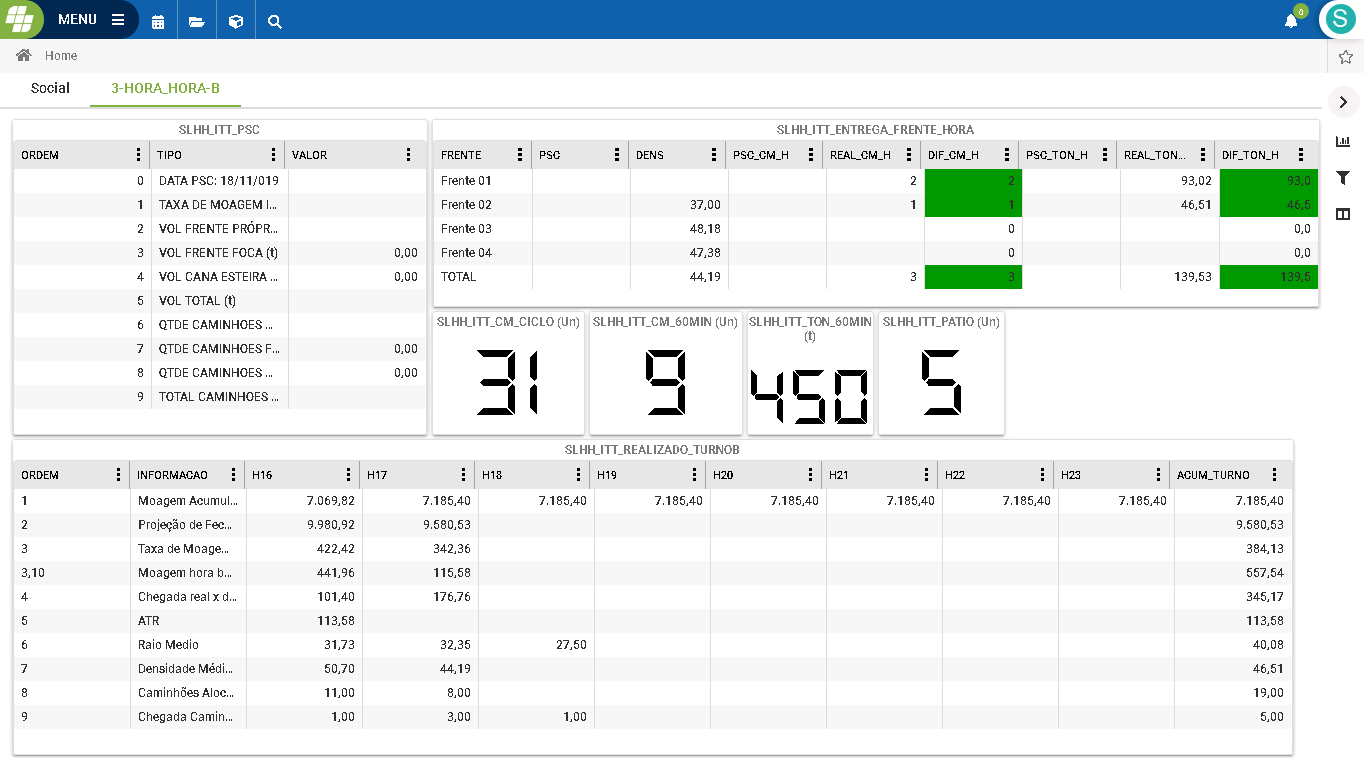 MENU
0
S
Home
Social 3-HORA_HORA-B
SLHH_ITT_PSC
ORDEM TIPO VALOR
0 DATA PSC: 18/11/019
1 TAXA DE MOAGEM I...
2 VOL FRENTE PRÓPR...
3 VOL FRENTE FOCA (t) 0,00
4 VOL CANA ESTEIRA ... 0,00
5 VOL TOTAL (t)
6 QTDE CAMINHOES ...
7 QTDE CAMINHOES F... 0,00
8 QTDE CAMINHOES ... 0,00
9 TOTAL CAMINHOES ...
SLHH_ITT_ENTREGA_FRENTE_HORA
FRENTE PSC DENS PSC_CM_H REAL_CM_H DIF_CM_H PSC_TON_H REAL_TON... DIF_TON_H
Frente 01 2 2 93,02 93,0
Frente 02 37,00 1 1 46,51 46,5
Frente 03 48,18 0 0,0
Frente 04 47,38 0 0,0
TOTAL 44,19 3 3 139,53 139,5
SLHH_ITT_CM_CICLO (Un)
31
SLHH_ITT_CM_60MIN (Un)
9
SLHH_ITT_TON_60MIN
(t)
450
SLHH_ITT_PATIO (Un)
5
SLHH_ITT_REALIZADO_TURNOB
ORDEM INFORMACAO H16 H17 H18 H19 H20 H21 H22 H23 AGUM_TURNO
1 Moagem Acumul... 7.069,82 7.185,40 7.185,40 7.185,40 7.185,40 7.185,40 7.185,40 7.185,40 7.185,40
2 Projeção de Fec... 9.980,92 9.580,53 9.580,53
3 Taxa de Moage... 422,42 342,36 384,13
3,10 Moagem hora b... 441,96 115,58 557,54
4 Chegada real x d... 101,40 176,76 345,17
5 ATR 113,58 113,58
6 Raio Medio 31,73 32,35 27,50 40,08
7 Densidade Médi... 50,70 44,19 46,51
8 Caminhões Aloc... 11,00 8,00 19,00
9 Chegada Camin... 1,00 3,00 1,00 5,00